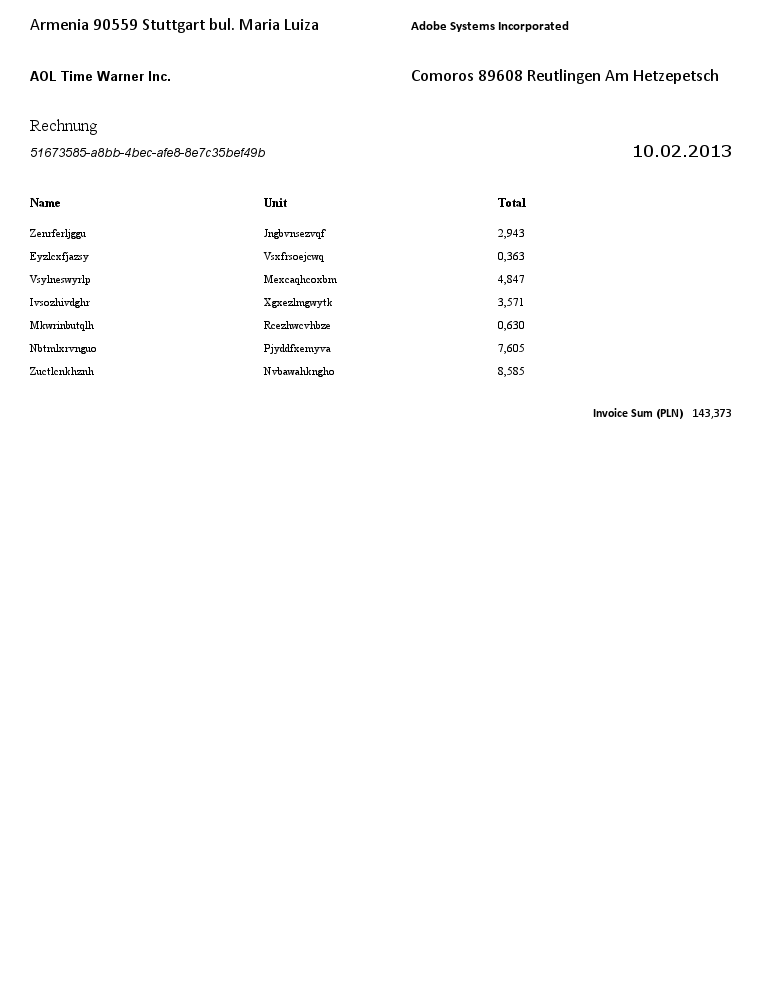 Armenia 90559 Stuttgart bul. Maria Luiza
Adobe Systems Incorporated
AOL Time Warner Inc.
Comoros 89608 Reutlingen Am Hetzepetsch
Rechnung
51673585-a8bb-4bec-afe8-8e7c35bef49b
10.02.2013
Name Unit Total
Zenrferljggu Jngbvnsezvqf 2,943
Eyzlcxfjazsy Vsxfrsoejcwq 0,363
Vsylneswyrlp Mexcaqhcoxbm 4,847
Ivsozhivdghr Xgxezlmgwytk 3,571
Mkwrinbutqlh Rcezhwcvhbze 0,630
Nbtmlxrvnguo Pjyddfxemyva 7,605
Zuctlcnkhznh Nvbawahkngho 8,585
Invoice Sum (PLN) 143,373